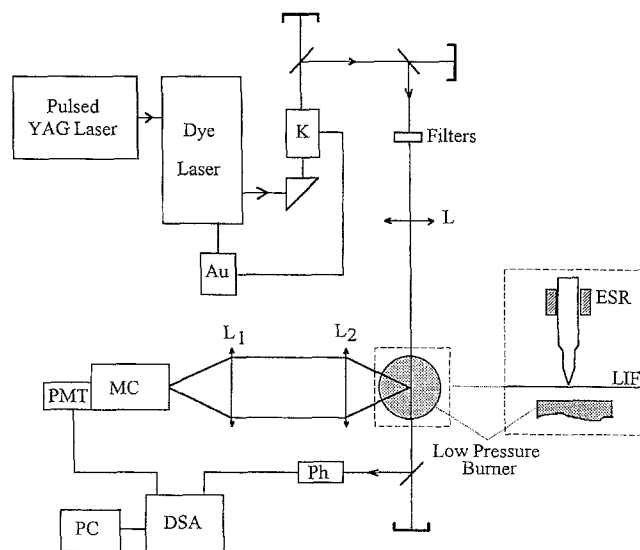 Pulsed
YAG Laser
Dye
Laser
K
Filters
L
Au
ESR
L1
L2
LIF
PMT
MC
Low Pressure
Burner
Ph
PC
DSA